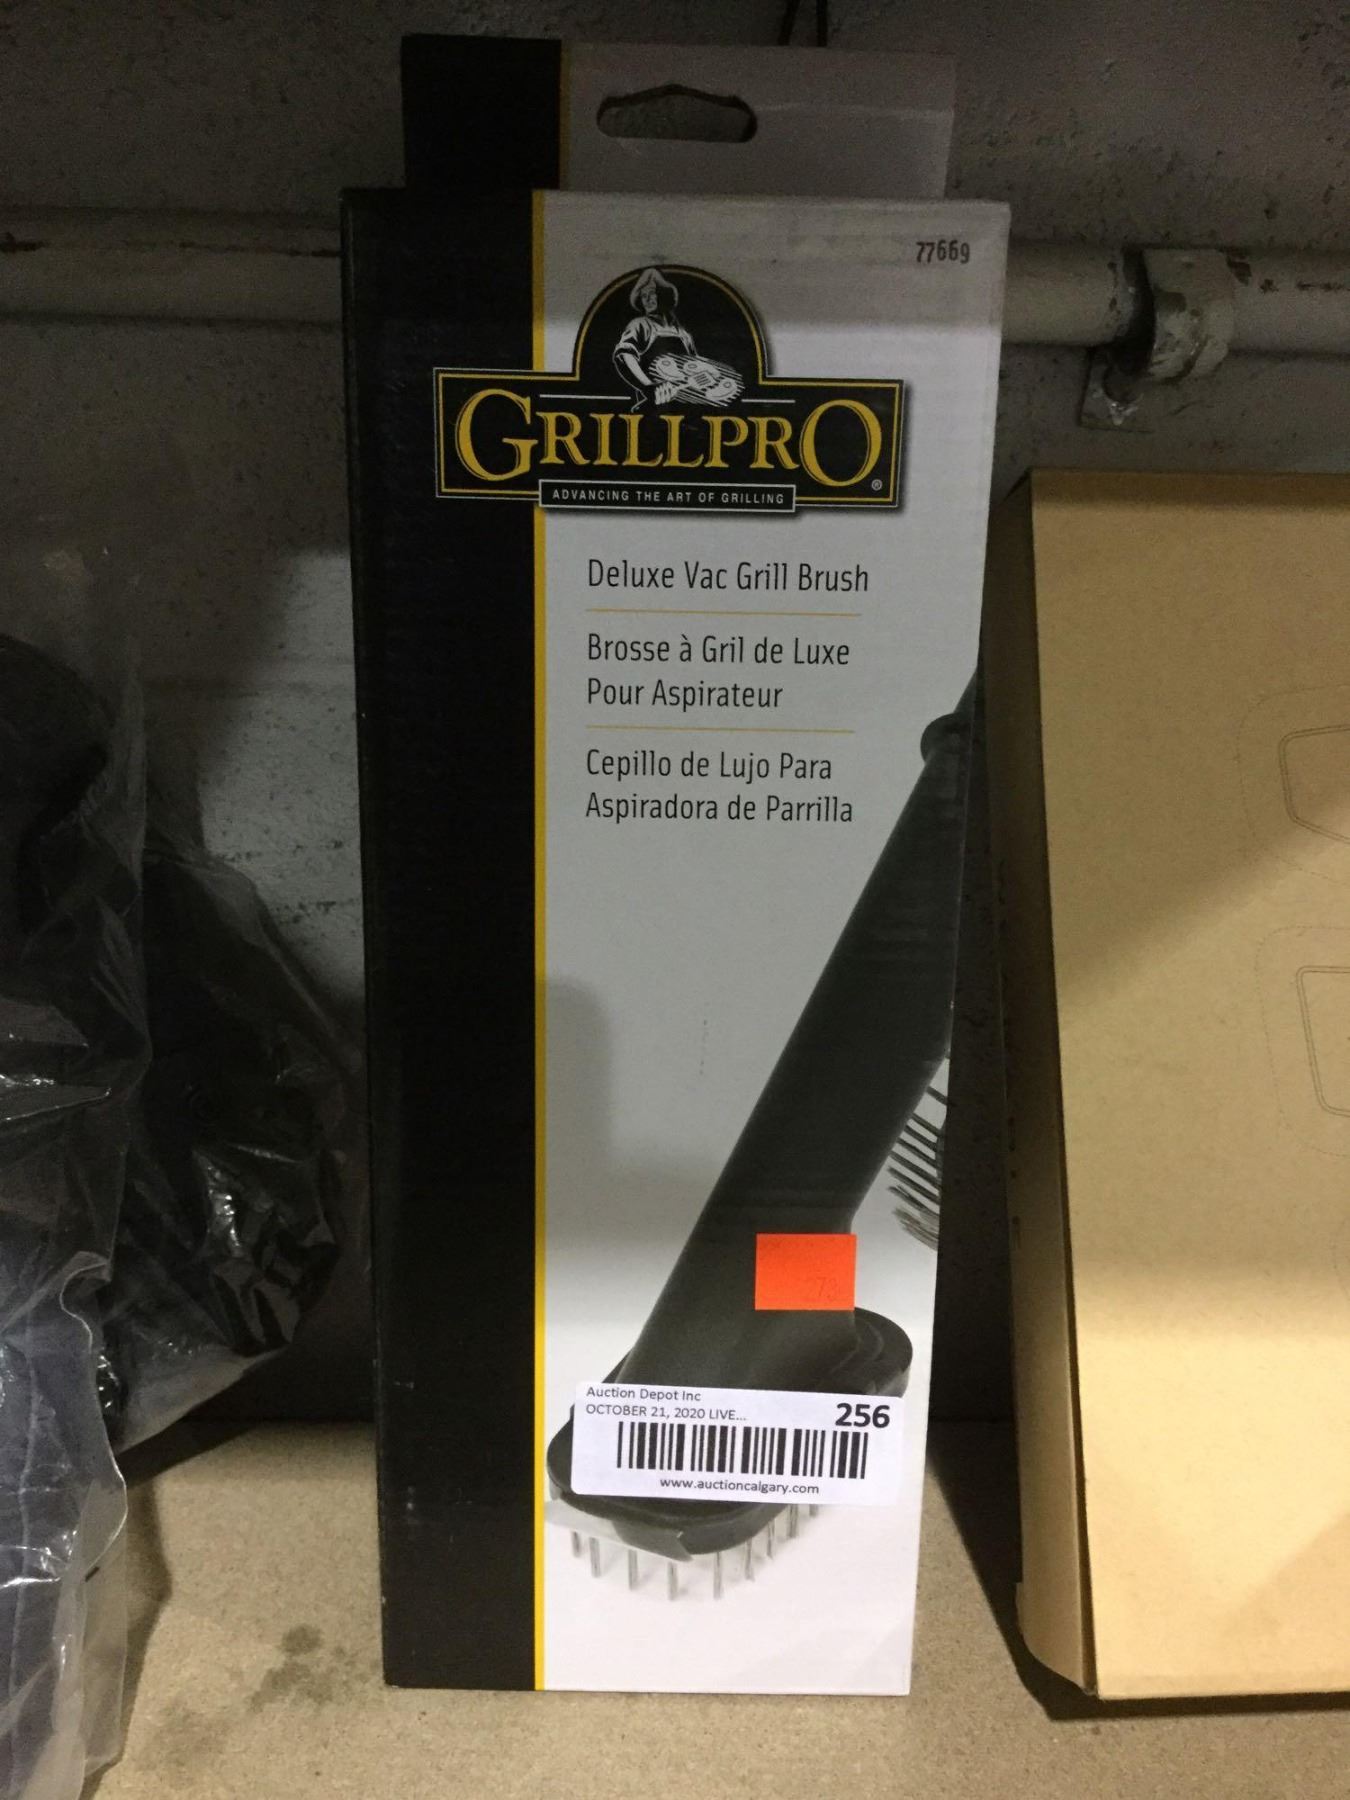 77669
GRILLPRO®
ADVANCING THE ART OF GRILLING
Deluxe Vac Grill Brush
Brosse à Gril de Luxe
Pour Aspirateur
Cepillo de Lujo Para
Aspiradora de Parrilla
Auction Depot Inc
OCTOBER 21, 2020 LIVE...
256
www.auctioncalgary.com